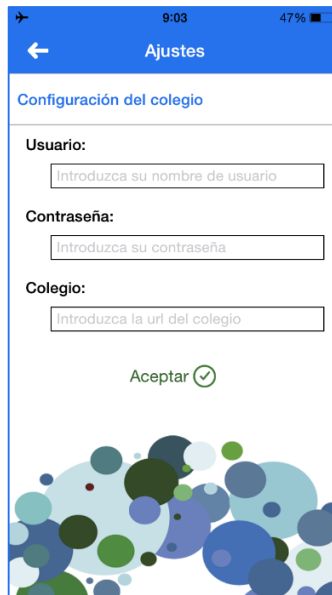 9:03
47%
Ajustes
Configuración del colegio
Usuario:
Introduzca su nombre de usuario
Contraseña:
Introduzca su contraseña
Colegio:
Introduzca la url del colegio
Aceptar